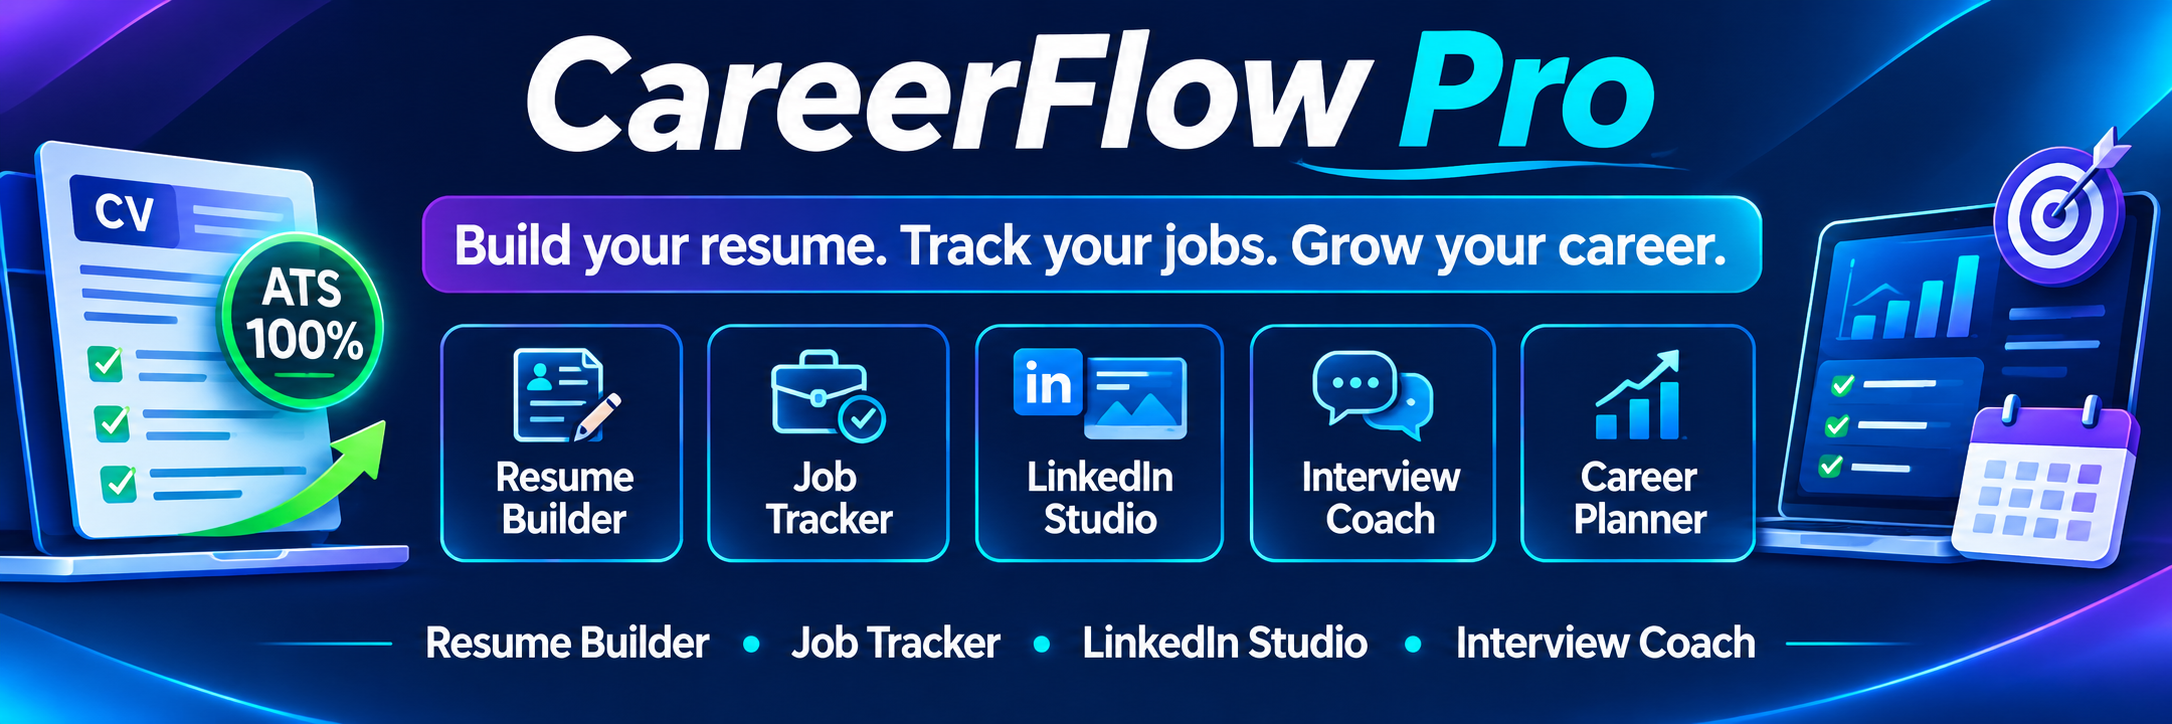 CareerFlow Pro
Build your resume. Track your jobs. Grow your career.
CV
ATS
100%
in
Resume
Builder
Job
Tracker
LinkedIn
Studio
Interview
Coach
Career
Planner
Resume Builder • Job Tracker • LinkedIn Studio • Interview Coach